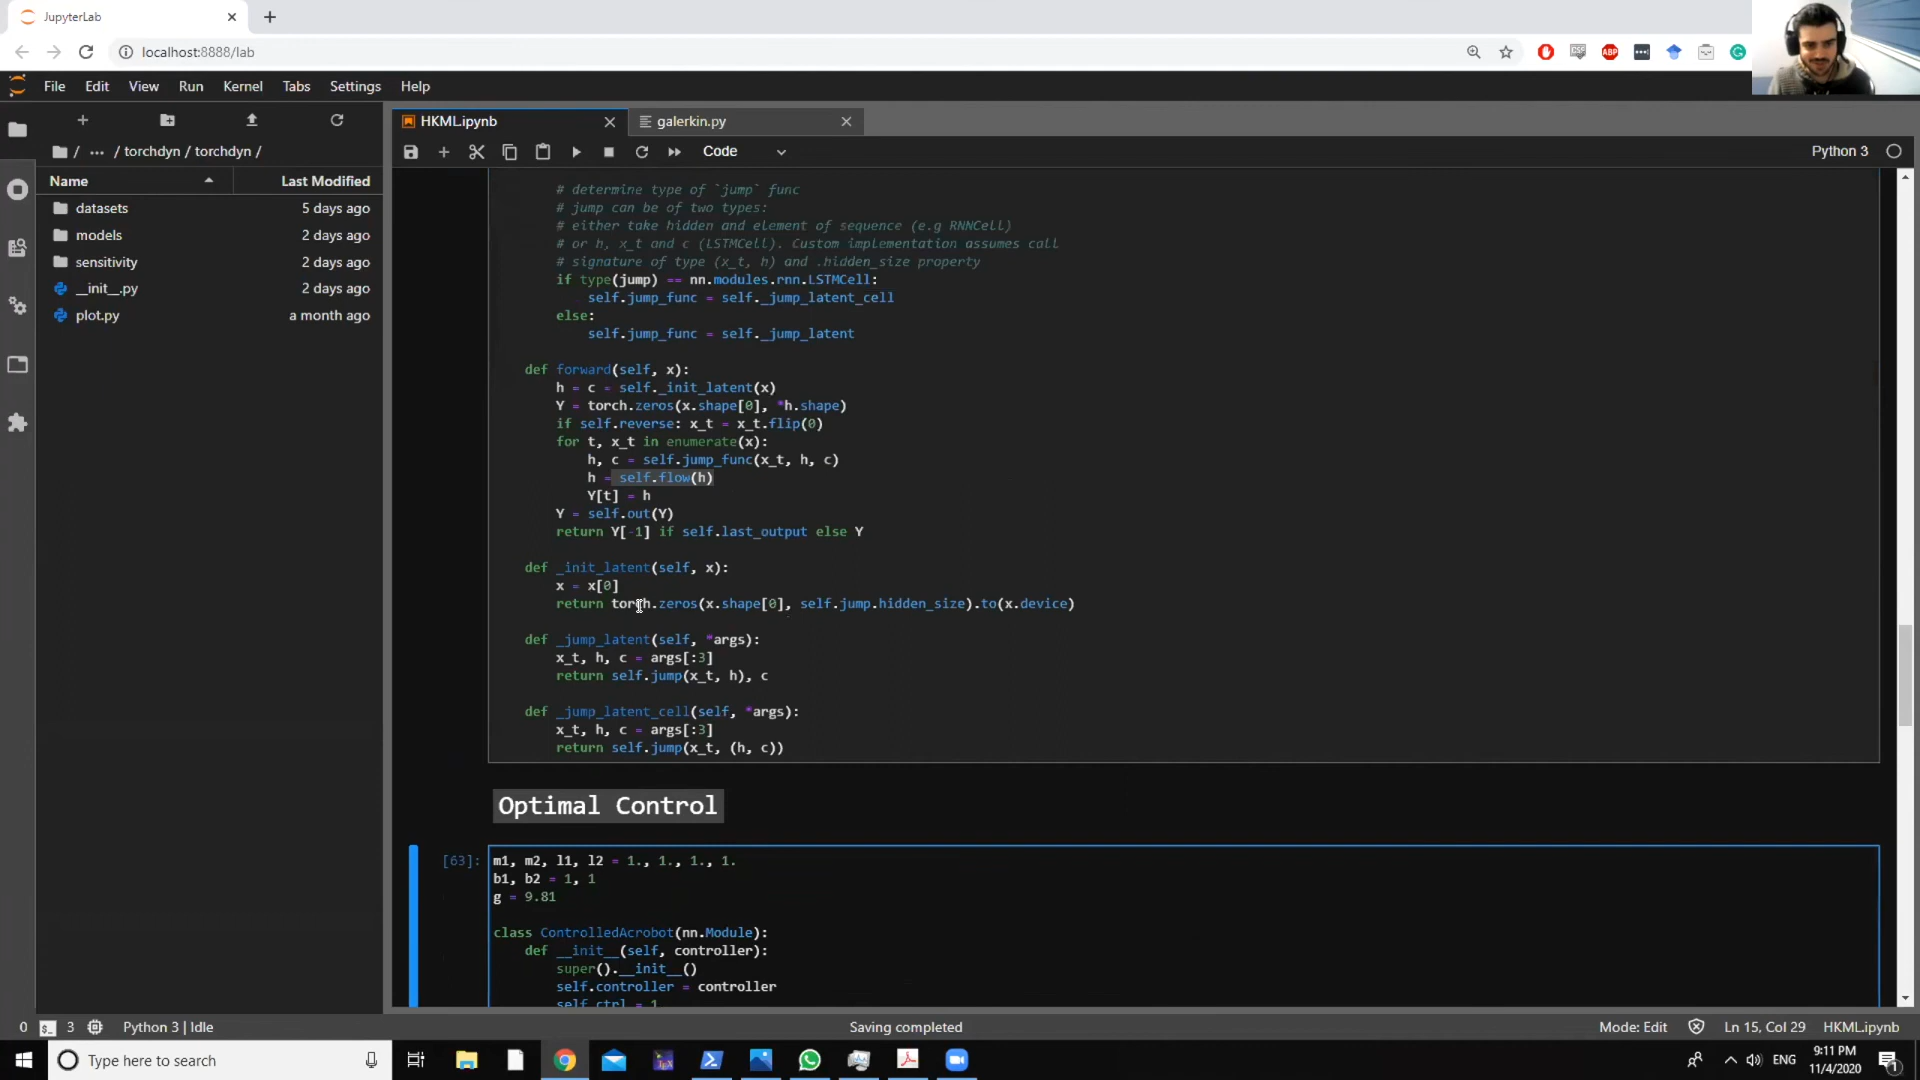 JupyterLab
localhost:8888/lab
File Edit View Run Kernel Tabs Settings Help
HKML.ipynb
galerkin.py
/ ... / torchdyn / torchdyn /
Code
Python 3
Name
Last Modified
datasets 5 days ago
models 2 days ago
sensitivity 2 days ago
__init__.py 2 days ago
plot.py a month ago
# determine type of `jump` func
# jump can be of two types:
# either take hidden and element of sequence (e.g RNNCell)
# or h, x_t and c (LSTMCell). Custom implementation assumes call
# signature of type (x_t, h) and .hidden_size property
if type(jump) == nn.modules.rnn.LSTMCell:
self.jump_func = self._jump_latent_cell
else:
self.jump_func = self._jump_latent
def forward(self, x):
h = c = self._init_latent(x)
Y = torch.zeros(x.shape[0], *h.shape)
if self.reverse: x_t = x_t.flip(0)
for t, x_t in enumerate(x):
h, c = self.jump_func(x_t, h, c)
h = self.flow(h)
Y[t] = h
Y = self.out(Y)
return Y[-1] if self.last_output else Y
def _init_latent(self, x):
x = x[0]
return torch.zeros(x.shape[0], self.jump.hidden_size).to(x.device)
def _jump_latent(self, *args):
x_t, h, c = args[:3]
return self.jump(x_t, h), c
def _jump_latent_cell(self, *args):
x_t, h, c = args[:3]
return self.jump(x_t, (h, c))
Optimal Control
[63]:
m1, m2, l1, l2 = 1., 1., 1., 1.
b1, b2 = 1, 1
g = 9.81
class ControlledAcrobot(nn.Module):
def __init__(self, controller):
super().__init__()
self.controller = controller
self.ctrl = 1
0 3 Python 3 | Idle
Saving completed
Mode: Edit
Ln 15, Col 29
HKML.ipynb
Type here to search
ENG
9:11 PM
11/4/2020